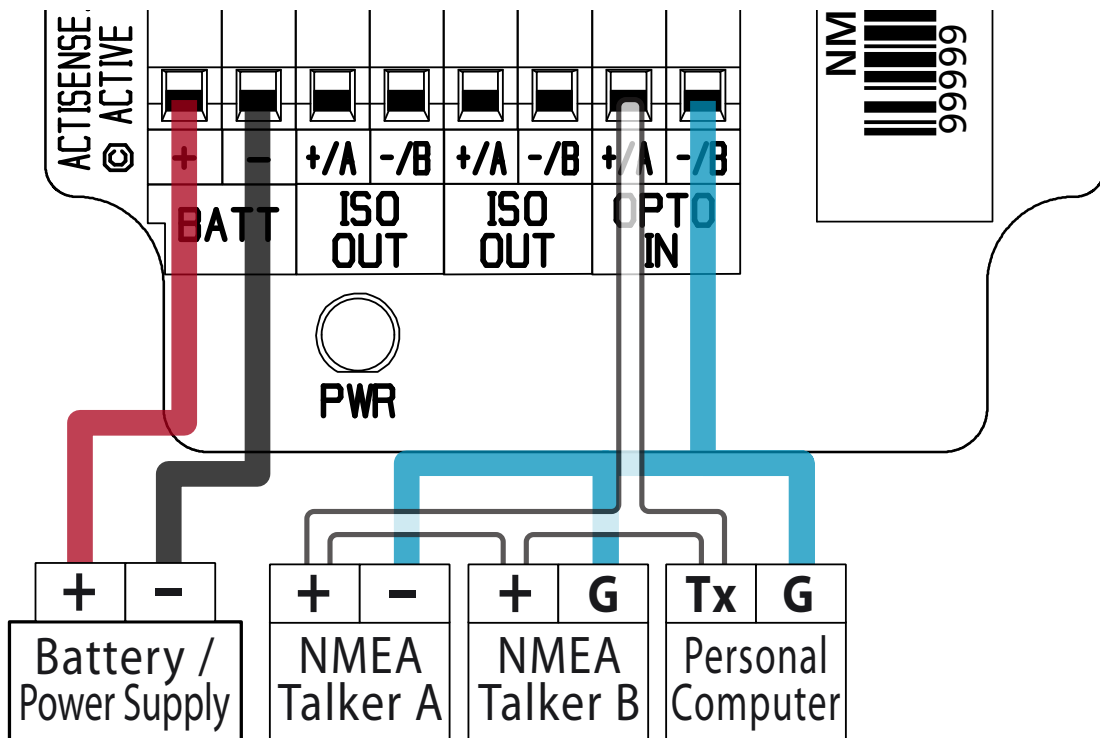 ACTISENSE
© ACTIVE
NM
99999
+ − +/A -/B +/A -/B +/A -/B
BATT ISO OUT ISO OUT OPTO IN
PWR
+ −
Battery /
Power Supply
+ −
NMEA
Talker A
+ G
NMEA
Talker B
Tx G
Personal
Computer